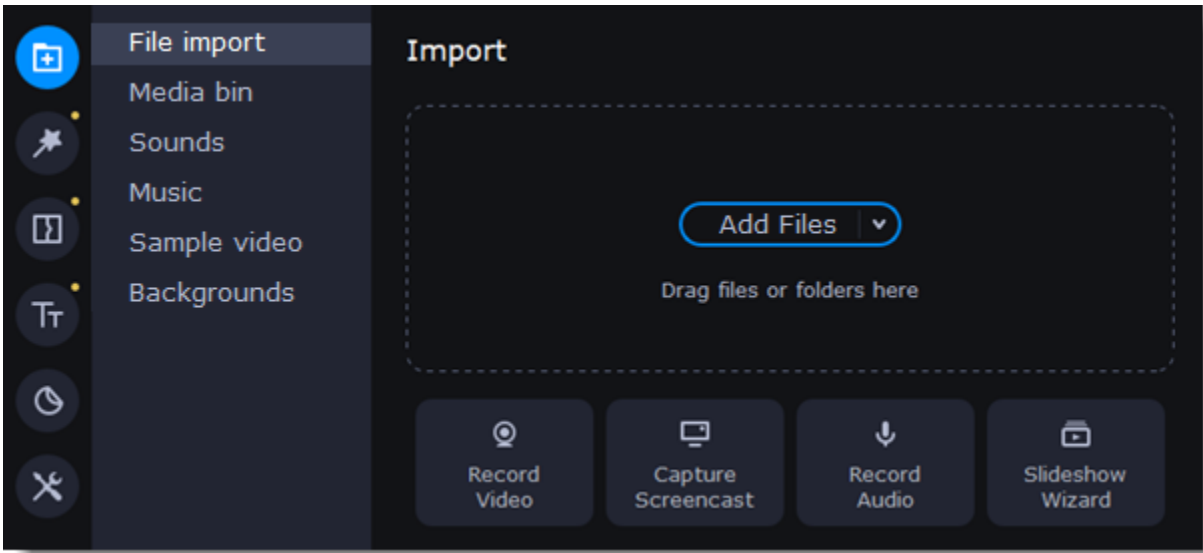 File import
Media bin
Sounds
Music
Sample video
Backgrounds
Import
Add Files
Drag files or folders here
Record
Video
Capture
Screencast
Record
Audio
Slideshow
Wizard